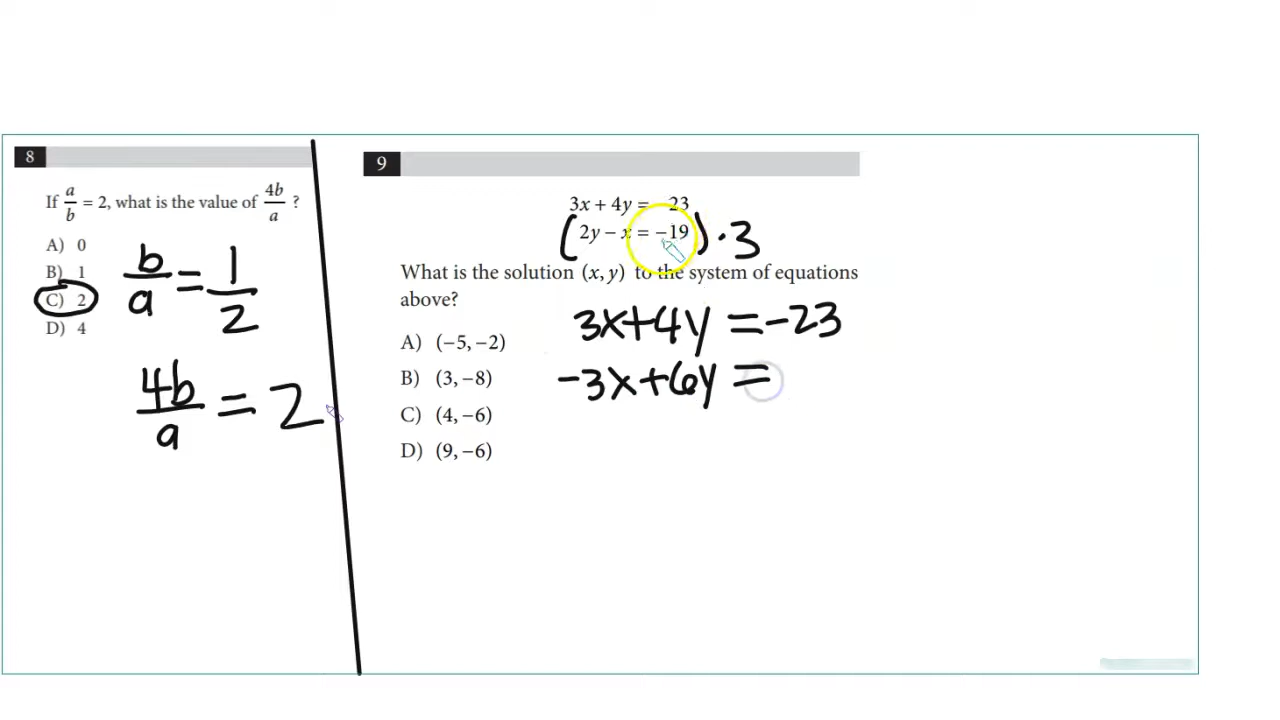 8
If a/b = 2, what is the value of 4b/a ?
A) 0
B) 1
C) 2
D) 4
b/a = 1/2
4b/a = 2
9
3x + 4y = 23
(2y − x = −19) · 3
What is the solution (x, y) to the system of equations
above?
A) (−5, −2)
B) (3, −8)
C) (4, −6)
D) (9, −6)
3x+4y = -23
-3x+6y =